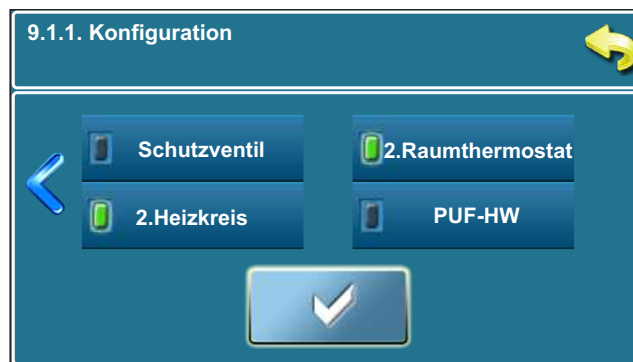 9.1.1. Konfiguration
Schutzventil
2.Raumthermostat
2.Heizkreis
PUF-HW